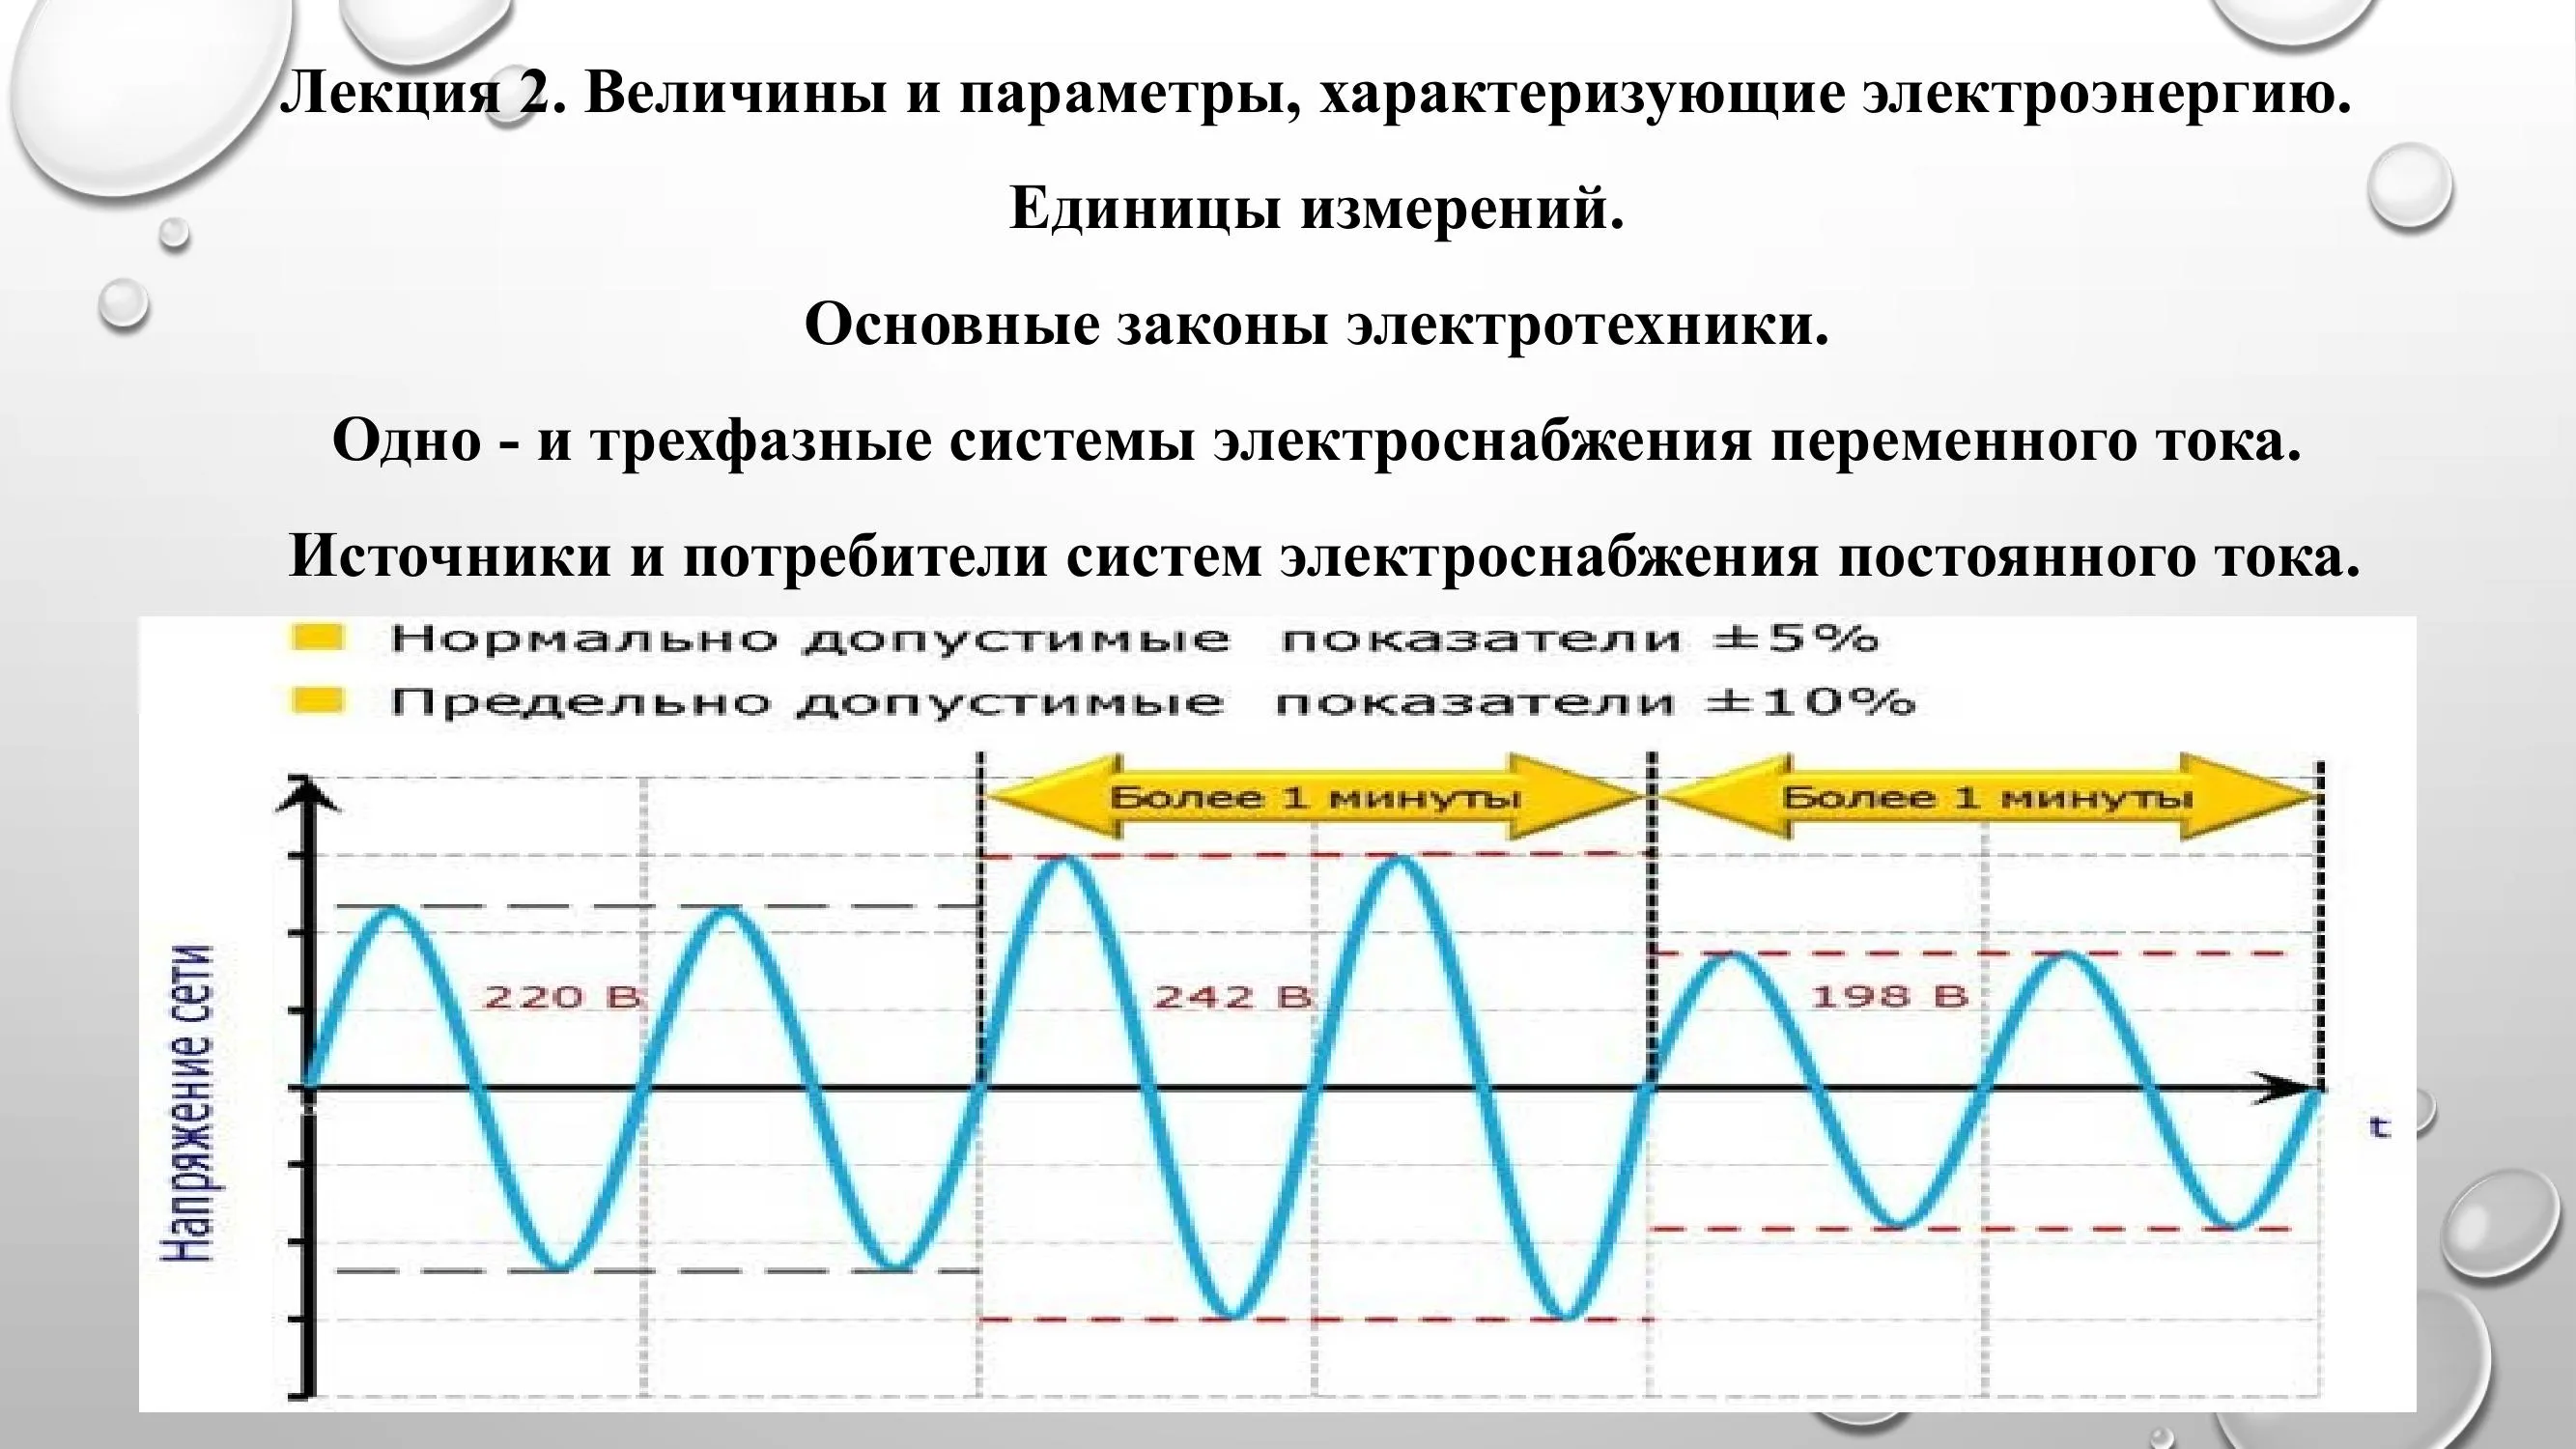 Лекция 2. Величины и параметры, характеризующие электроэнергию.
Единицы измерений.
Основные законы электротехники.
Одно - и трехфазные системы электроснабжения переменного тока.
Источники и потребители систем электроснабжения постоянного тока.
Нормально допустимые показатели ±5%
Предельно допустимые показатели ±10%
Более 1 минуты
Более 1 минуты
220 В
242 В
198 В
Напряжение сети
t